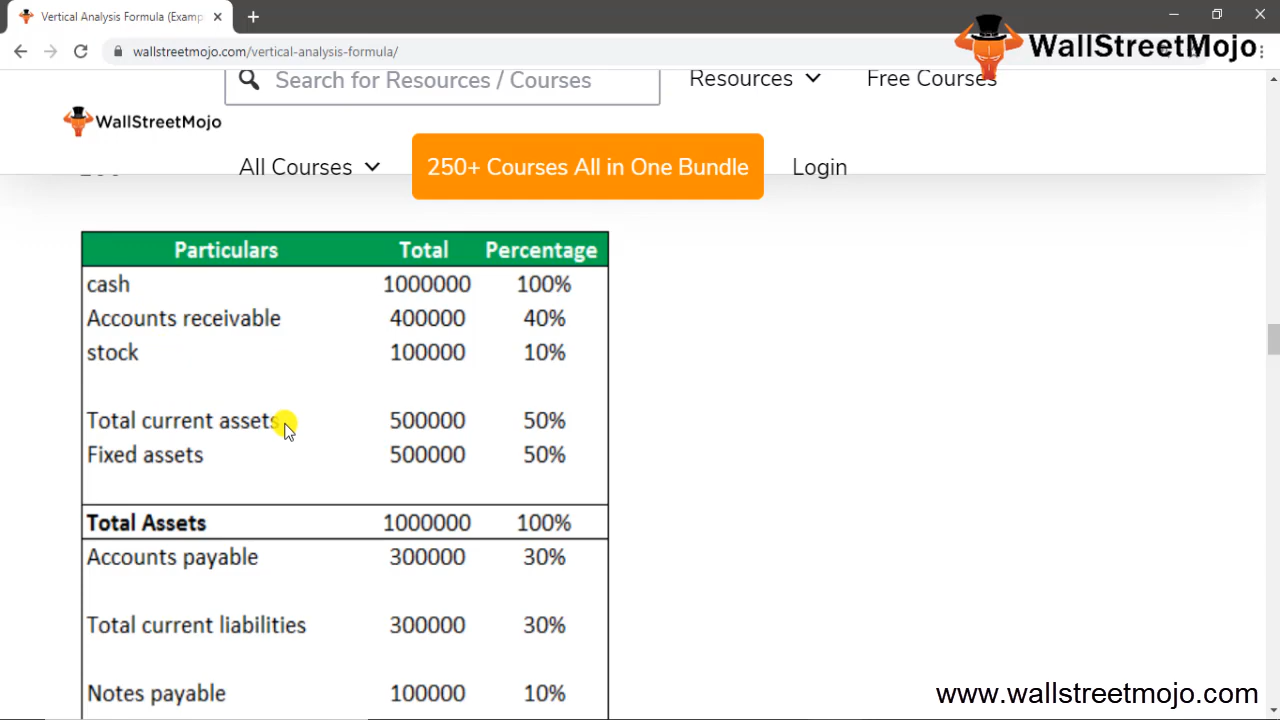 Vertical Analysis Formula (Examp
wallstreetmojo.com/vertical-analysis-formula/
WallStreetMojo
Search for Resources / Courses
Resources
Free Courses
WallStreetMojo
All Courses
250+ Courses All in One Bundle
Login
Particulars Total Percentage
cash 1000000 100%
Accounts receivable 400000 40%
stock 100000 10%
Total current assets 500000 50%
Fixed assets 500000 50%
Total Assets 1000000 100%
Accounts payable 300000 30%
Total current liabilities 300000 30%
Notes payable 100000 10%
www.wallstreetmojo.com